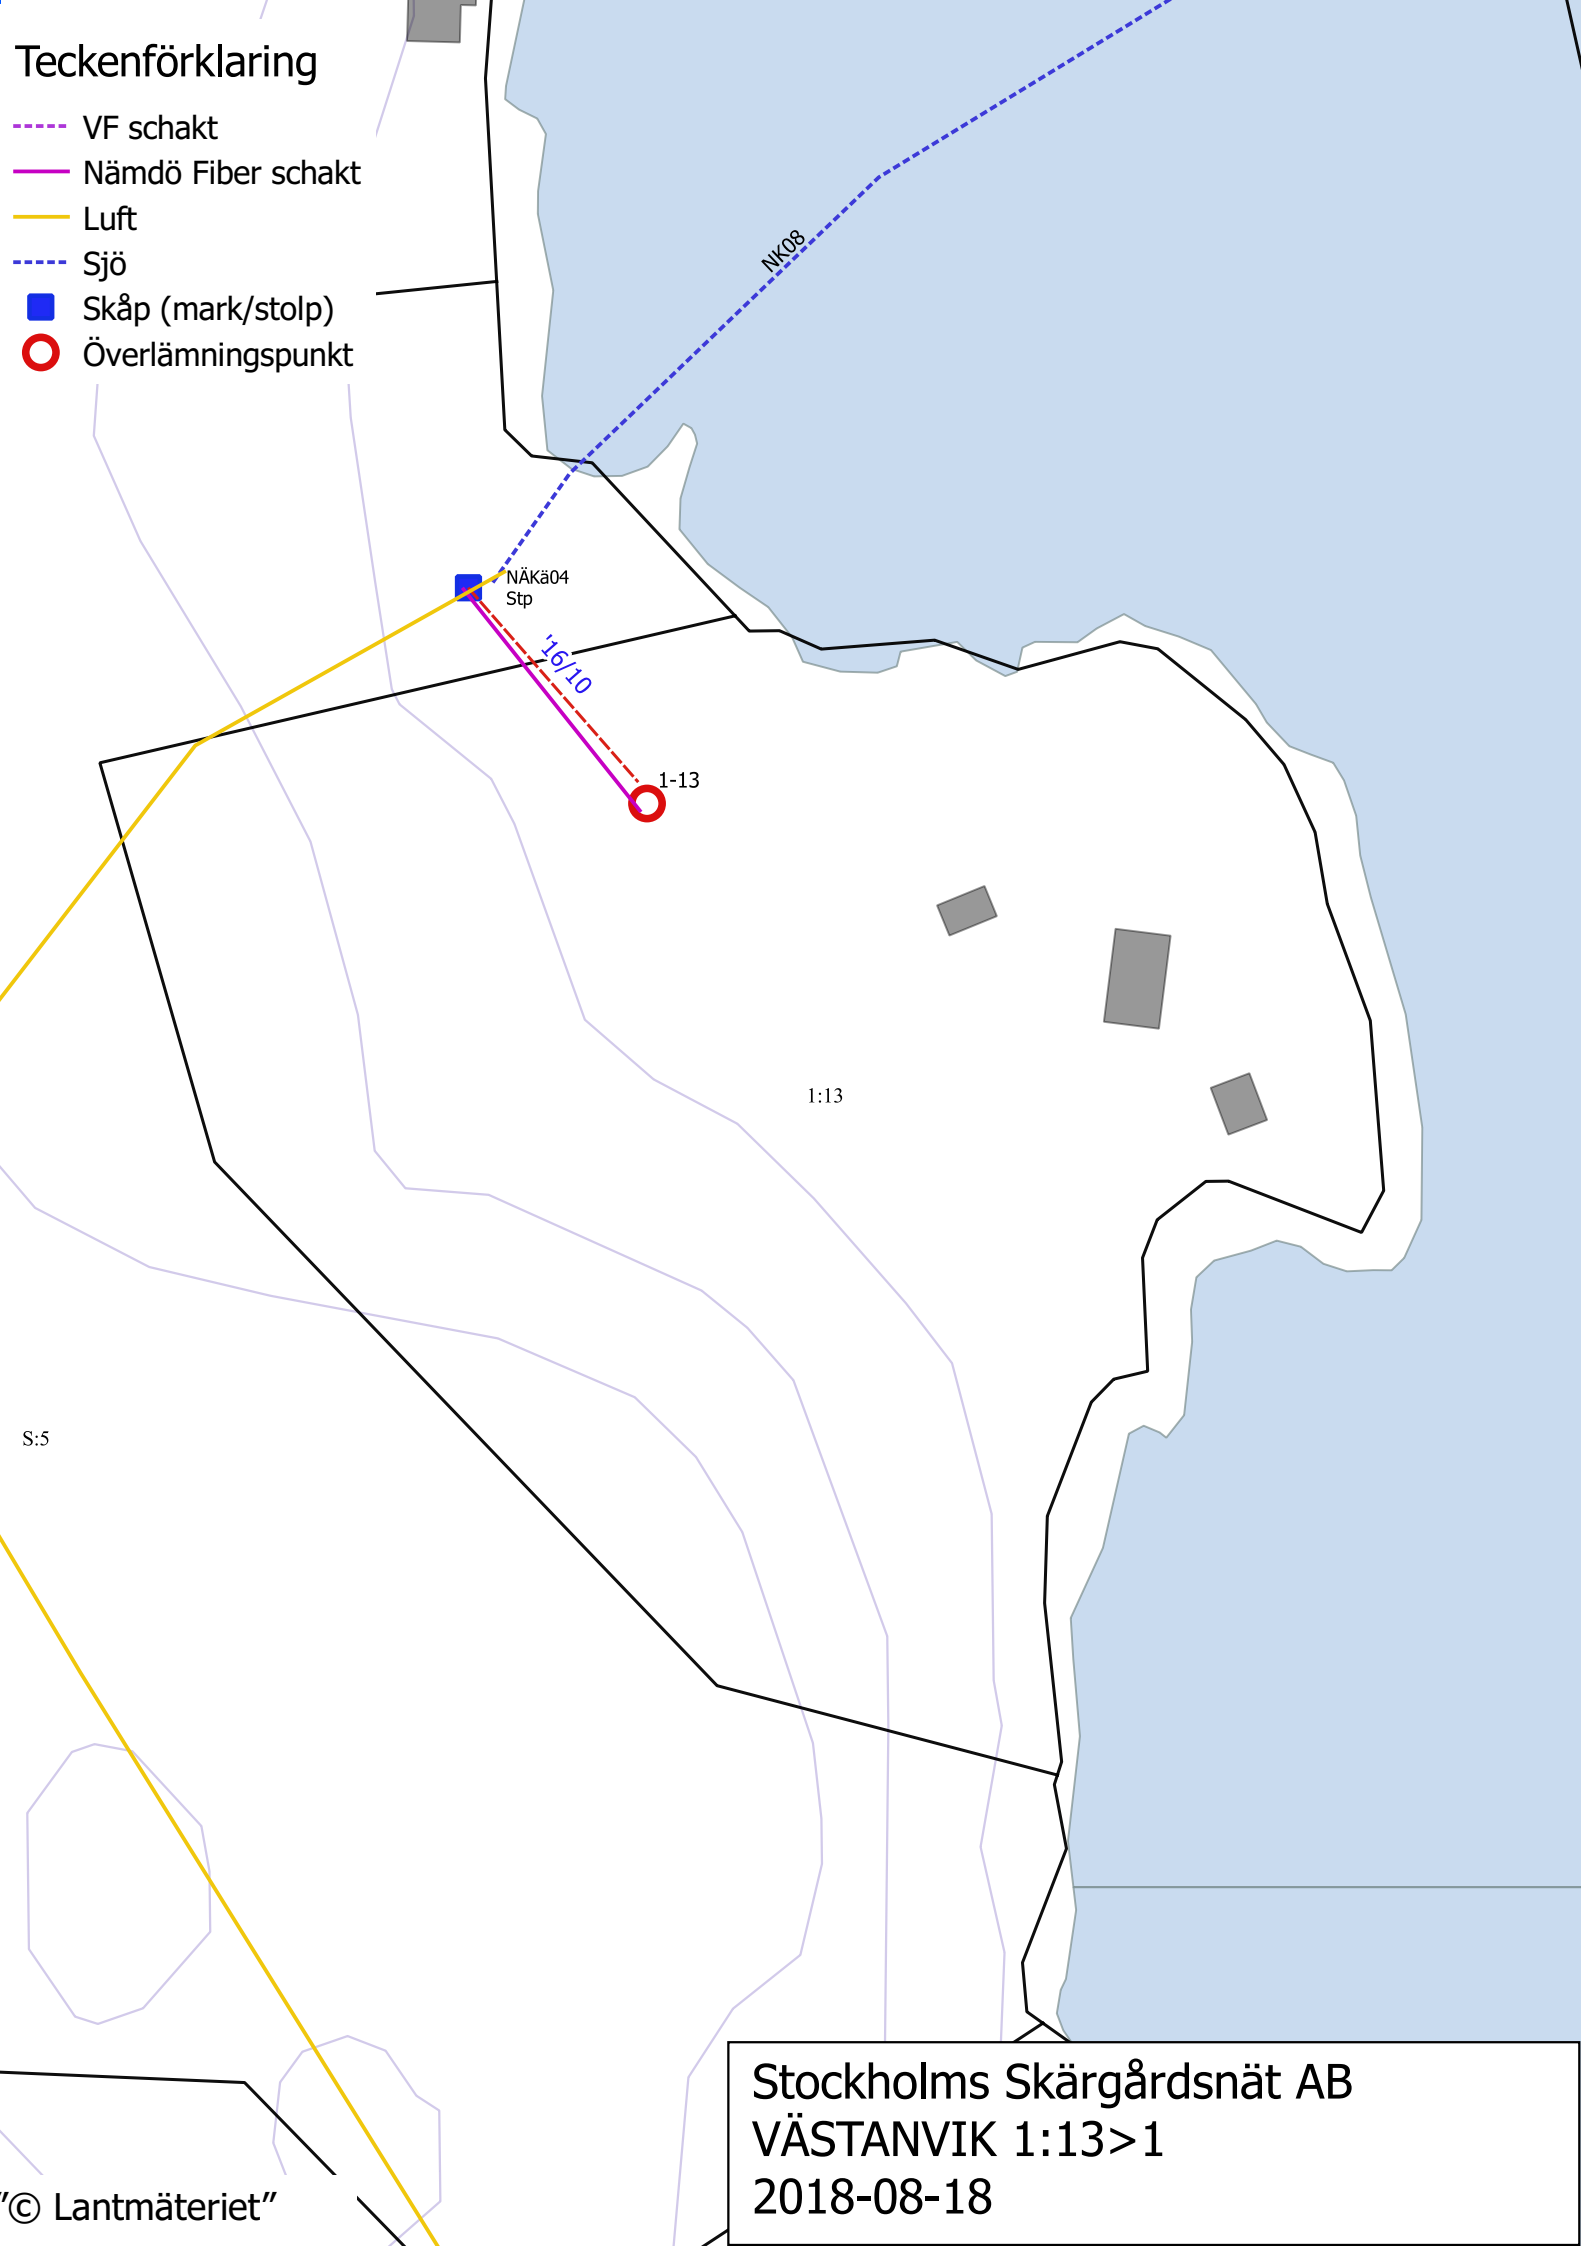 Teckenförklaring
VF schakt
Nämdö Fiber schakt
Luft
Sjö
Skåp (mark/stolp)
Överlämningspunkt
NK08
NÄKä04
Stp
'16/10
1-13
1:13
S:5
Stockholms Skärgårdsnät AB
VÄSTANVIK 1:13>1
2018-08-18
"© Lantmäteriet"